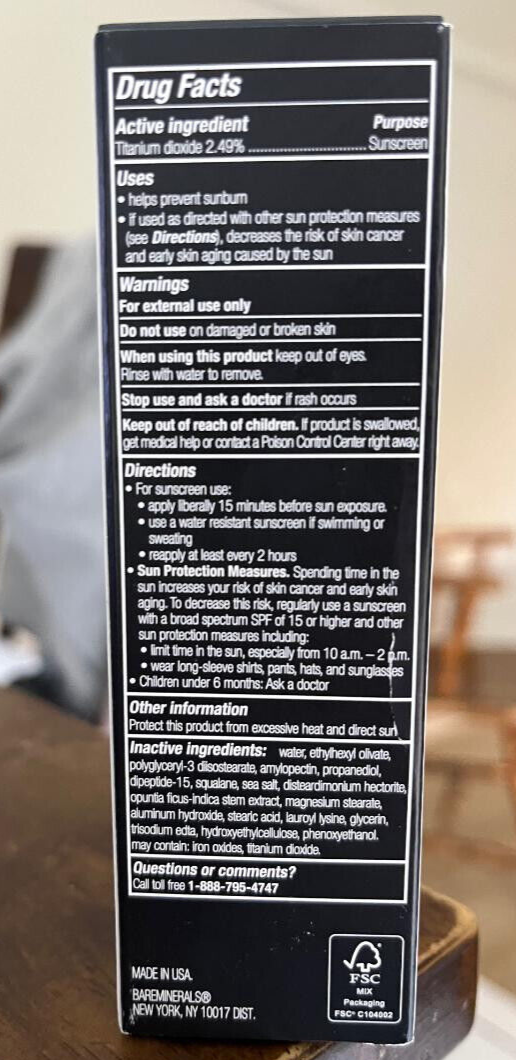 Drug Facts
Active ingredient Purpose
Titanium dioxide 2.49% ................................ Sunscreen
Uses
• helps prevent sunburn
• if used as directed with other sun protection measures
(see Directions), decreases the risk of skin cancer
and early skin aging caused by the sun
Warnings
For external use only
Do not use on damaged or broken skin
When using this product keep out of eyes.
Rinse with water to remove.
Stop use and ask a doctor if rash occurs
Keep out of reach of children. If product is swallowed,
get medical help or contact a Poison Control Center right away.
Directions
• For sunscreen use:
• apply liberally 15 minutes before sun exposure.
• use a water resistant sunscreen if swimming or
sweating
• reapply at least every 2 hours
• Sun Protection Measures. Spending time in the
sun increases your risk of skin cancer and early skin
aging. To decrease this risk, regularly use a sunscreen
with a broad spectrum SPF of 15 or higher and other
sun protection measures including:
• limit time in the sun, especially from 10 a.m. – 2 p.m.
• wear long-sleeve shirts, pants, hats, and sunglasses
• Children under 6 months: Ask a doctor
Other information
Protect this product from excessive heat and direct sun
Inactive ingredients: water, ethylhexyl olivate,
polyglyceryl-3 diisostearate, amylopectin, propanediol,
dipeptide-15, squalane, sea salt, disteardimonium hectorite,
opuntia ficus-indica stem extract, magnesium stearate,
aluminum hydroxide, stearic acid, lauroyl lysine, glycerin,
trisodium edta, hydroxyethylcellulose, phenoxyethanol.
may contain: iron oxides, titanium dioxide.
Questions or comments?
Call toll free 1-888-795-4747
MADE IN USA.
BAREMINERALS®
NEW YORK, NY 10017 DIST.
FSC
MIX
Packaging
FSC® C104002